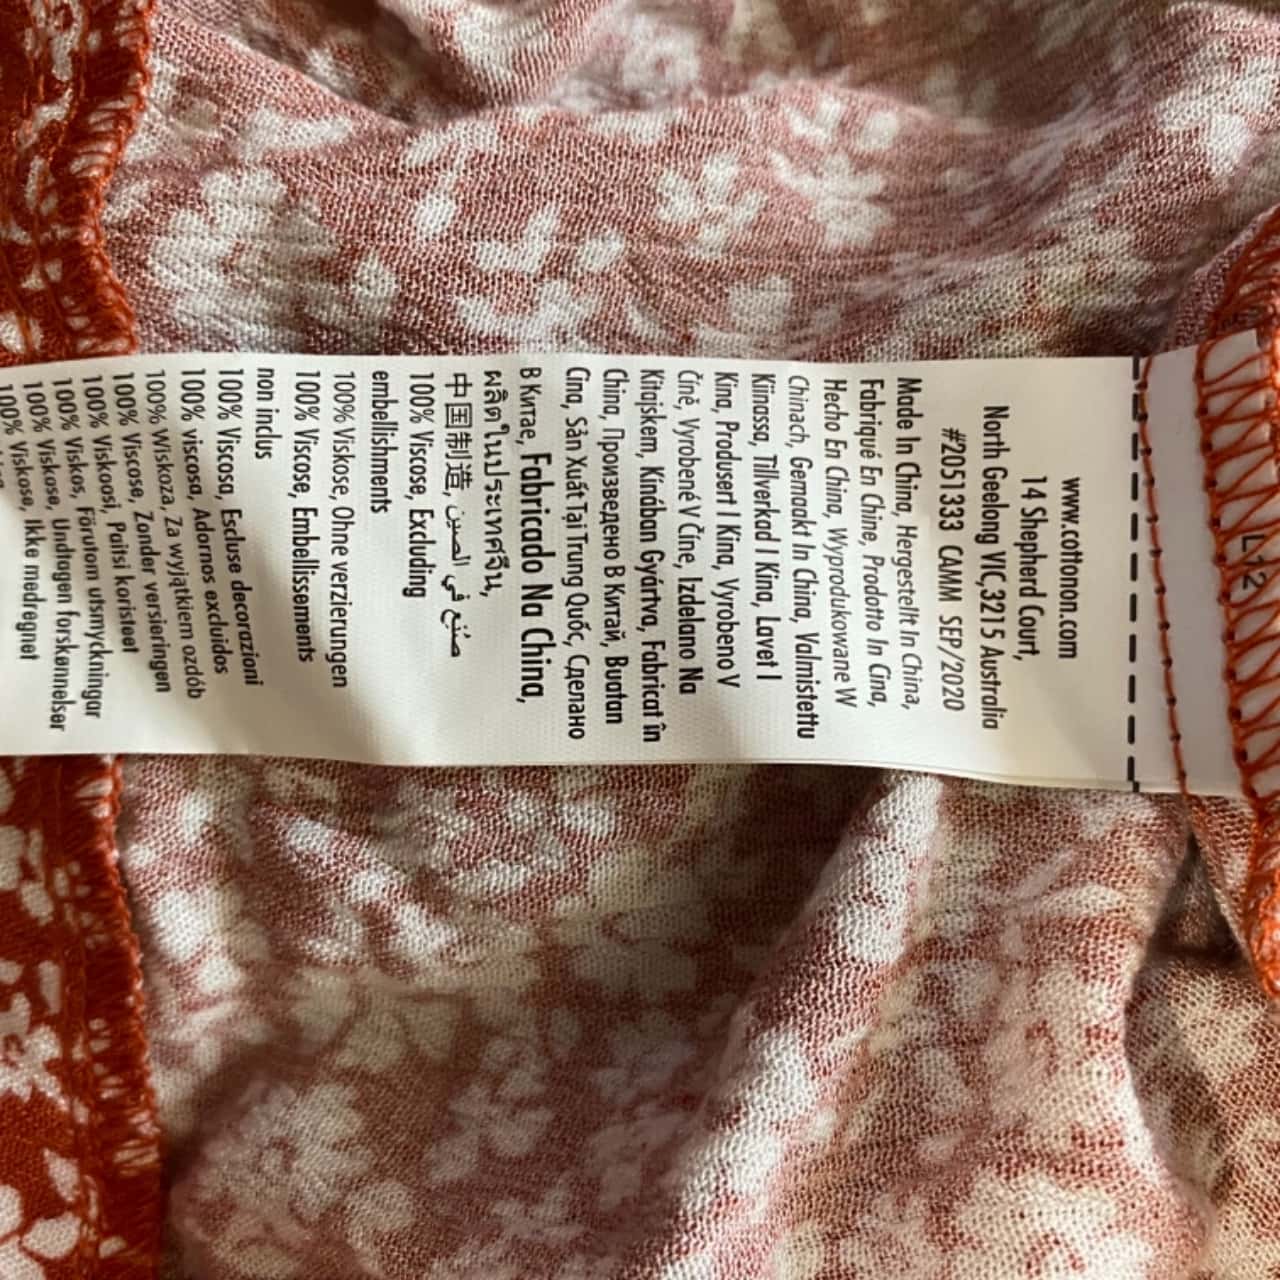 www.cottonon.com
14 Shepherd Court,
North Geelong VIC,3215 Australia
#2051333 CAMM SEP/2020
Made In China, Hergestellt In China,
Fabriqué En Chine, Prodotto In Cina,
Hecho En China, Wyprodukowane W
Chinach, Gemaakt In China, Valmistettu
Kiinassa, Tillverkad I Kina, Lavet I
Kina, Produsert I Kina, Vyrobeno V
Číně, Vyrobené V Číne, Izdelano Na
Kitajskem, Kínában Gyártva, Fabricat în
China, Произведено В Китай, Buatan
Cina, Sản Xuất Tại Trung Quốc, Сделано
В Китае, Fabricado Na China,
ผลิตในประเทศจีน,
中国制造, صنع في الصين
100% Viscose, Excluding
embellishments
100% Viskose, Ohne verzierungen
100% Viscose, Embellissements
non inclus
100% Viscosa, Escluse decorazioni
100% viscosa, Adornos excluidos
100% Wiskoza, Za wyjątkiem ozdób
100% Viscose, Zonder versieringen
100% Viskoosi, Paitsi koristeet
100% Viskos, Förutom utsmyckningar
100% Viskose, Undtagen forskønnelser
100% Viskose, Ikke medregnet
L 12